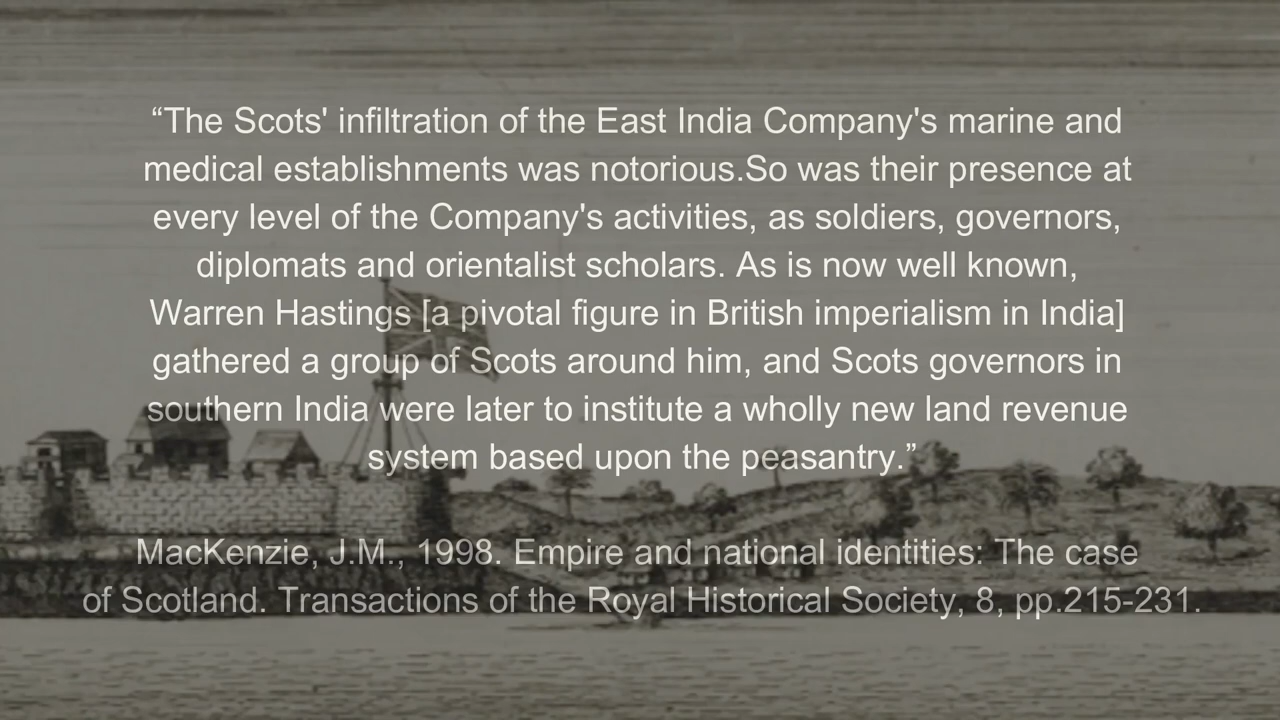 “The Scots' infiltration of the East India Company's marine and
medical establishments was notorious.So was their presence at
every level of the Company's activities, as soldiers, governors,
diplomats and orientalist scholars. As is now well known,
Warren Hastings [a pivotal figure in British imperialism in India]
gathered a group of Scots around him, and Scots governors in
southern India were later to institute a wholly new land revenue
system based upon the peasantry.”
MacKenzie, J.M., 1998. Empire and national identities: The case
of Scotland. Transactions of the Royal Historical Society, 8, pp.215-231.